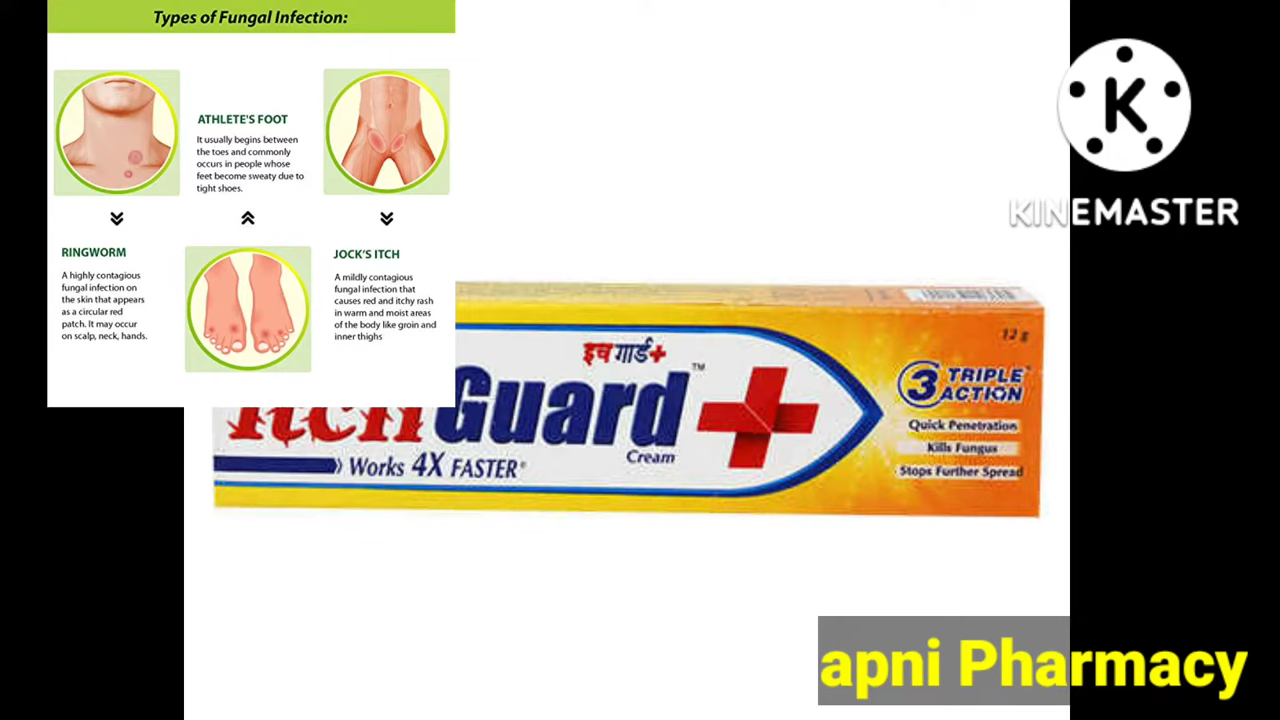 Types of Fungal Infection:
ATHLETE'S FOOT
It usually begins between
the toes and commonly
occurs in people whose
feet become sweaty due to
tight shoes.
RINGWORM
A highly contagious
fungal infection on
the skin that appears
as a circular red
patch. It may occur
on scalp, neck, hands.
JOCK'S ITCH
A mildly contagious
fungal infection that
causes red and itchy rash
in warm and moist areas
of the body like groin and
inner thighs
K
KINEMASTER
12 g
इच गार्ड+
TM
Itch Guard
Cream
Works 4X FASTER®
3 TRIPLE
ACTION
Quick Penetration
Kills Fungus
Stops Further Spread
apni Pharmacy